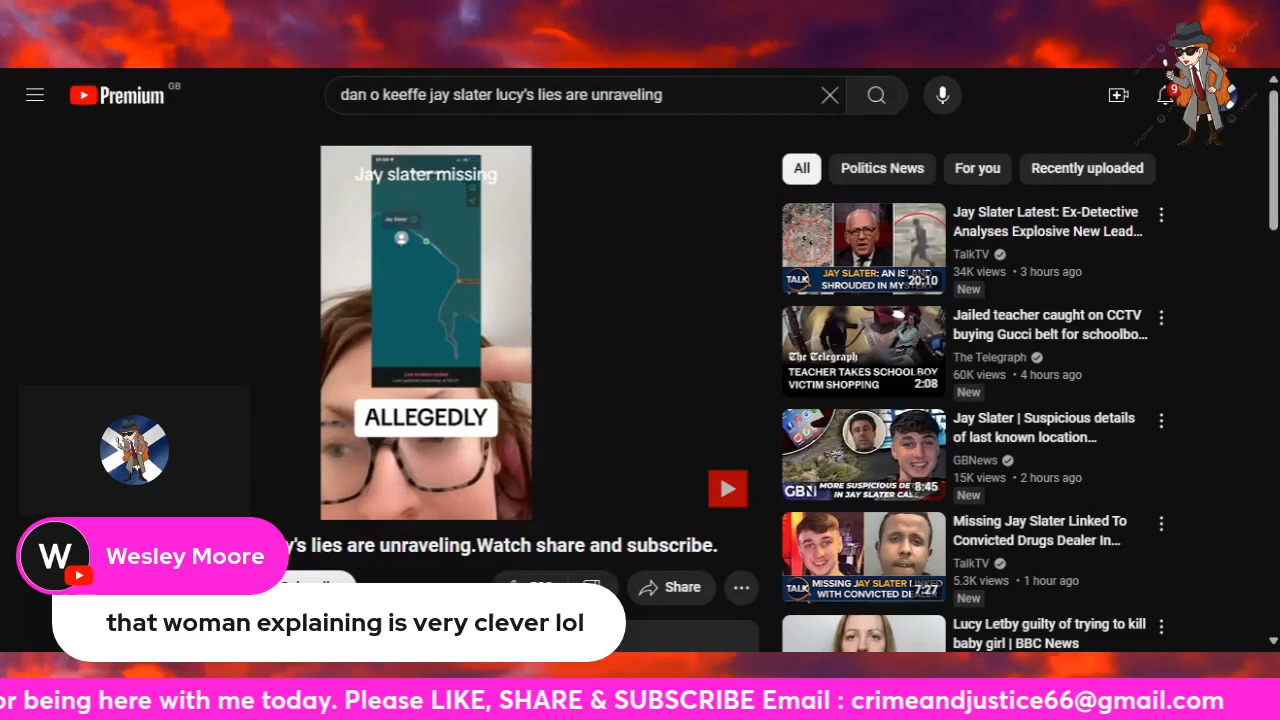 Premium GB
dan o keeffe jay slater lucy's lies are unraveling
9
All
Politics News
For you
Recently uploaded
Jay slater missing
Jay Slater
ALLEGEDLY
Jay Slater Latest: Ex-Detective
Analyses Explosive New Lead...
TalkTV
34K views • 3 hours ago
New
TALK
JAY SLATER: AN ISLAND
SHROUDED IN
20:10
Jailed teacher caught on CCTV
buying Gucci belt for schoolbo...
The Telegraph
60K views • 4 hours ago
New
The Telegraph
TEACHER TAKES SCHOOLBOY
VICTIM SHOPPING
2:08
Jay Slater | Suspicious details
of last known location...
GBNews
15K views • 2 hours ago
New
GBN
MORE SUSPICIOUS
IN JAY SLATER
8:45
Missing Jay Slater Linked To
Convicted Drugs Dealer In...
TalkTV
5.3K views • 1 hour ago
New
TALK
MISSING JAY SLATER LINKED
WITH CONVICTED
7:27
Lucy Letby guilty of trying to kill
baby girl | BBC News
y's lies are unraveling.Watch share and subscribe.
Share
W
Wesley Moore
that woman explaining is very clever lol
or being here with me today. Please LIKE, SHARE & SUBSCRIBE Email : crimeandjustice66@gmail.com